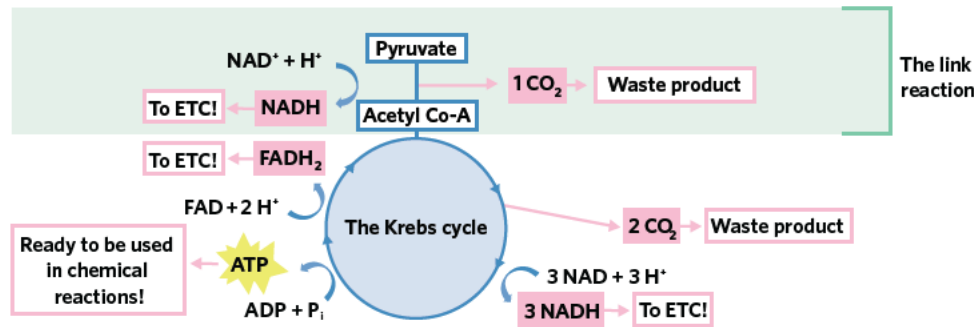 NAD⁺ + H⁺
Pyruvate
1 CO₂
Waste product
The link
reaction
To ETC!
NADH
Acetyl Co-A
To ETC!
FADH₂
FAD + 2 H⁺
The Krebs cycle
2 CO₂
Waste product
Ready to be used
in chemical
reactions!
ATP
ADP + Pᵢ
3 NAD + 3 H⁺
3 NADH
To ETC!